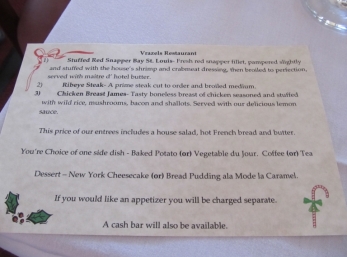 Vrazels Restaurant
1) Stuffed Red Snapper Bay St. Louis- Fresh red snapper fillet, pampered slightly
and stuffed with the house's shrimp and crabmeat dressing, then broiled to perfection,
served with maitre d' hotel butter.
2) Ribeye Steak- A prime steak cut to order and broiled medium.
3) Chicken Breast James- Tasty boneless breast of chicken seasoned and stuffed
with wild rice, mushrooms, bacon and shallots. Served with our delicious lemon
sauce.
This price of our entrees includes a house salad, hot French bread and butter.
You're Choice of one side dish - Baked Potato (or) Vegetable du Jour. Coffee (or) Tea
Dessert – New York Cheesecake (or) Bread Pudding ala Mode la Caramel.
If you would like an appetizer you will be charged separate.
A cash bar will also be available.